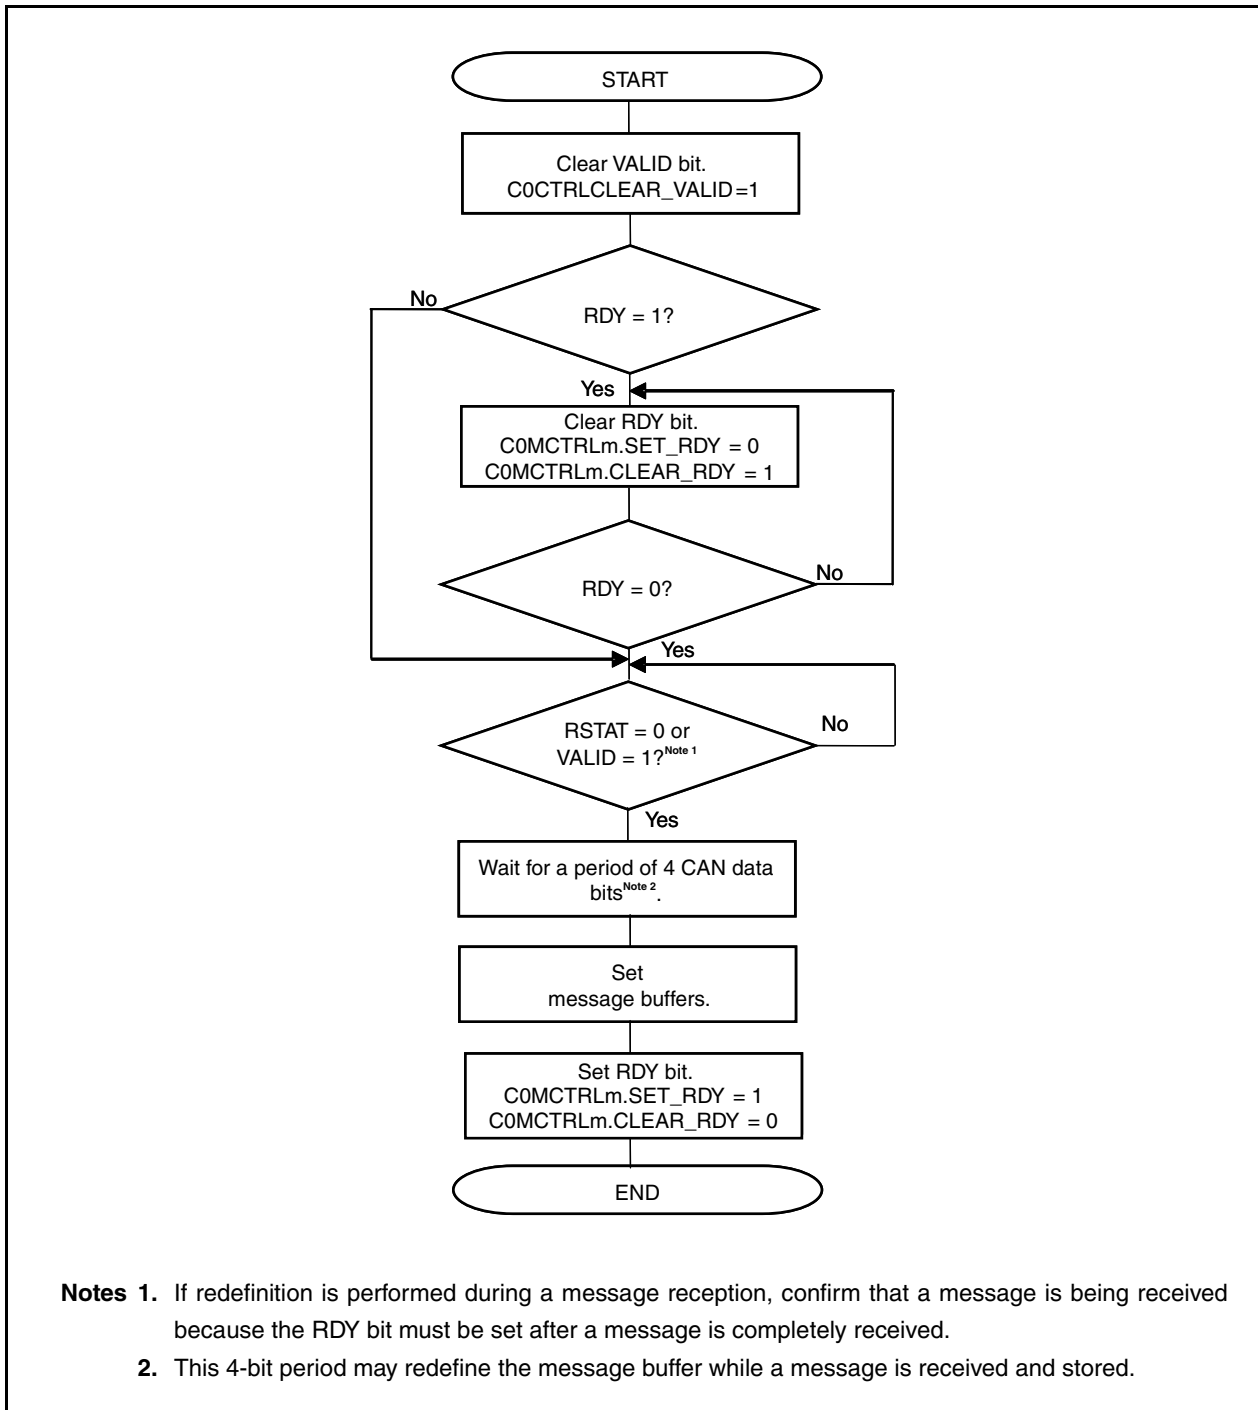 START
Clear VALID bit.
C0CTRLCLEAR_VALID=1
RDY = 1?
No
Yes
Clear RDY bit.
C0MCTRLm.SET_RDY = 0
C0MCTRLm.CLEAR_RDY = 1
RDY = 0?
No
Yes
RSTAT = 0 or
VALID = 1?Note 1
No
Yes
Wait for a period of 4 CAN data
bitsNote 2.
Set
message buffers.
Set RDY bit.
C0MCTRLm.SET_RDY = 1
C0MCTRLm.CLEAR_RDY = 0
END
Notes 1. If redefinition is performed during a message reception, confirm that a message is being received
because the RDY bit must be set after a message is completely received.
2. This 4-bit period may redefine the message buffer while a message is received and stored.